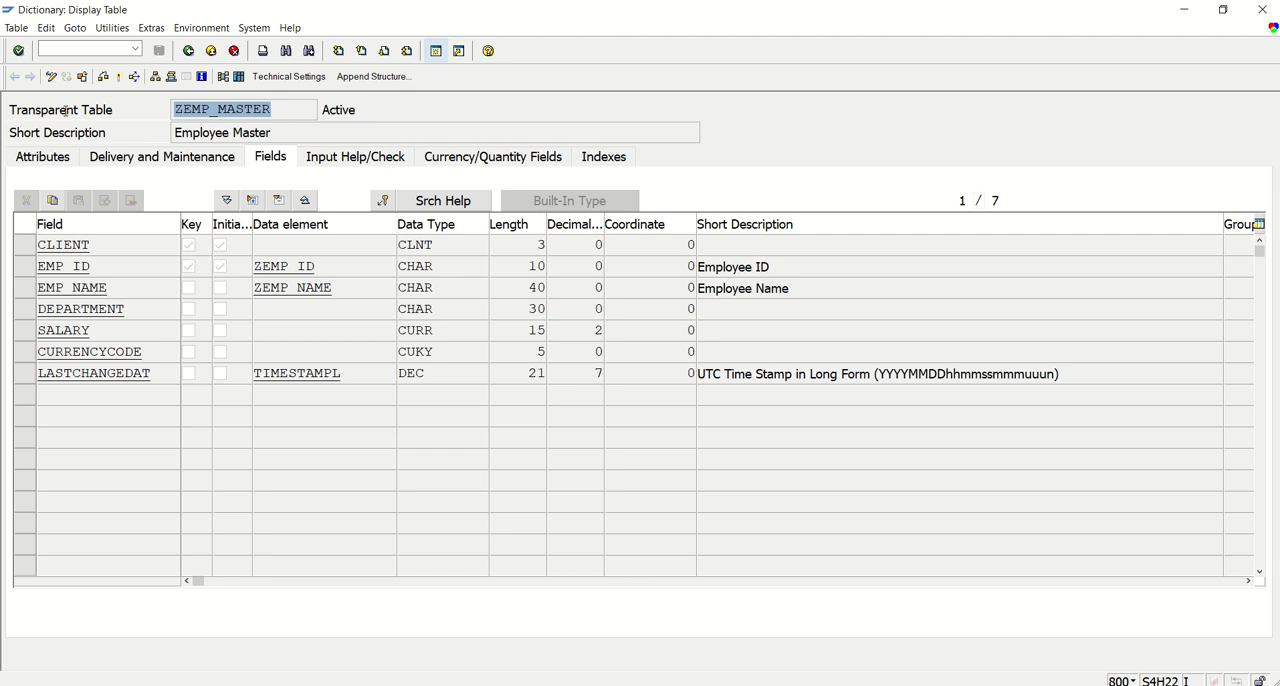 Dictionary: Display Table
Table Edit Goto Utilities Extras Environment System Help
Technical Settings Append Structure...
Transparent Table ZEMP_MASTER Active
Short Description Employee Master
Attributes Delivery and Maintenance Fields Input Help/Check Currency/Quantity Fields Indexes
Srch Help Built-In Type 1 / 7
Field Key Initia... Data element Data Type Length Decimal... Coordinate Short Description Group
CLIENT CLNT 3 0 0
EMP_ID ZEMP_ID CHAR 10 0 0 Employee ID
EMP_NAME ZEMP_NAME CHAR 40 0 0 Employee Name
DEPARTMENT CHAR 30 0 0
SALARY CURR 15 2 0
CURRENCYCODE CUKY 5 0 0
LASTCHANGEDAT TIMESTAMPL DEC 21 7 0 UTC Time Stamp in Long Form (YYYYMMDDhhmmssmmmuuun)
800 S4H22 I